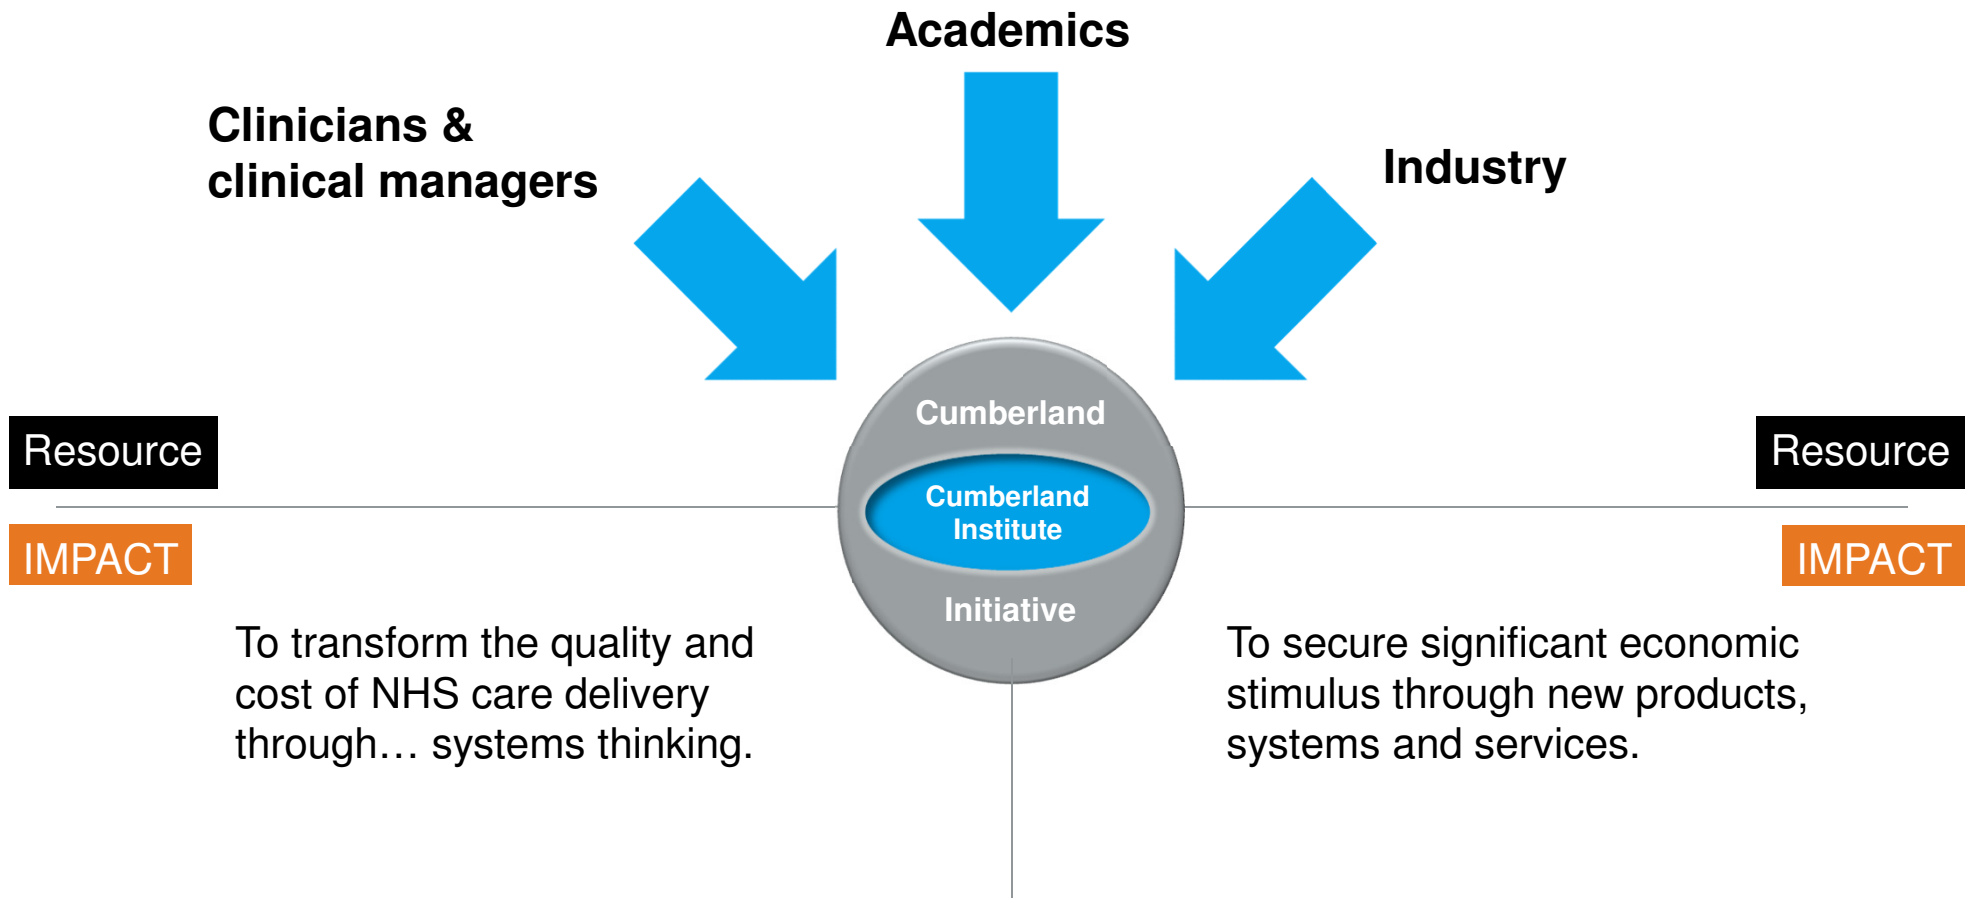 Academics
Clinicians &
clinical managers
Industry
Cumberland
Resource
Resource
Cumberland
Institute
IMPACT
IMPACT
Initiative
To transform the quality and
cost of NHS care delivery
through… systems thinking.
To secure significant economic
stimulus through new products,
systems and services.